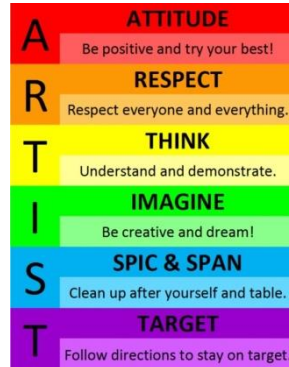 A
ATTITUDE
Be positive and try your best!
R
RESPECT
Respect everyone and everything.
T
THINK
Understand and demonstrate.
I
IMAGINE
Be creative and dream!
S
SPIC & SPAN
Clean up after yourself and table.
T
TARGET
Follow directions to stay on target.